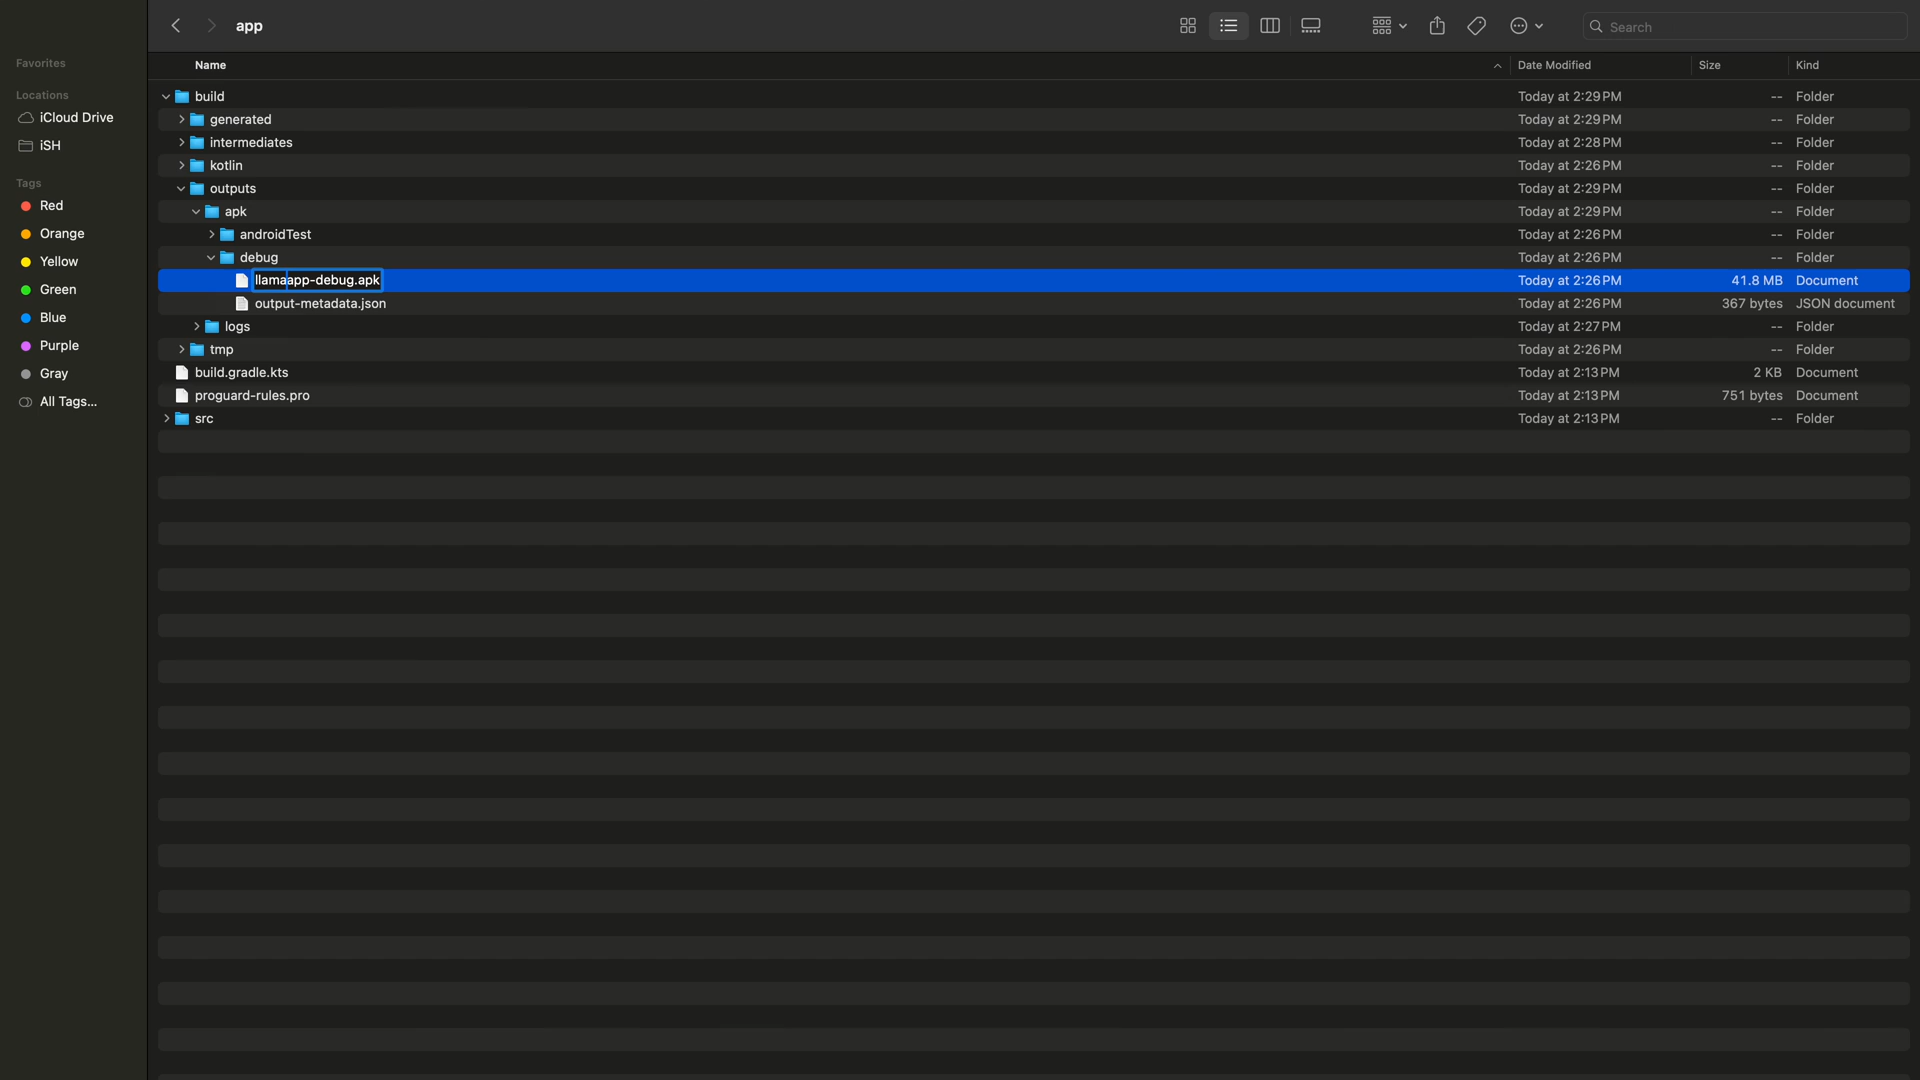 app
Search
Favorites
Locations
iCloud Drive
iSH
Tags
Red
Orange
Yellow
Green
Blue
Purple
Gray
All Tags...
Name Date Modified Size Kind
build Today at 2:29 PM -- Folder
generated Today at 2:29 PM -- Folder
intermediates Today at 2:28 PM -- Folder
kotlin Today at 2:26 PM -- Folder
outputs Today at 2:29 PM -- Folder
apk Today at 2:29 PM -- Folder
androidTest Today at 2:26 PM -- Folder
debug Today at 2:26 PM -- Folder
llamaapp-debug.apk Today at 2:26 PM 41.8 MB Document
output-metadata.json Today at 2:26 PM 367 bytes JSON document
logs Today at 2:27 PM -- Folder
tmp Today at 2:26 PM -- Folder
build.gradle.kts Today at 2:13 PM 2 KB Document
proguard-rules.pro Today at 2:13 PM 751 bytes Document
src Today at 2:13 PM -- Folder